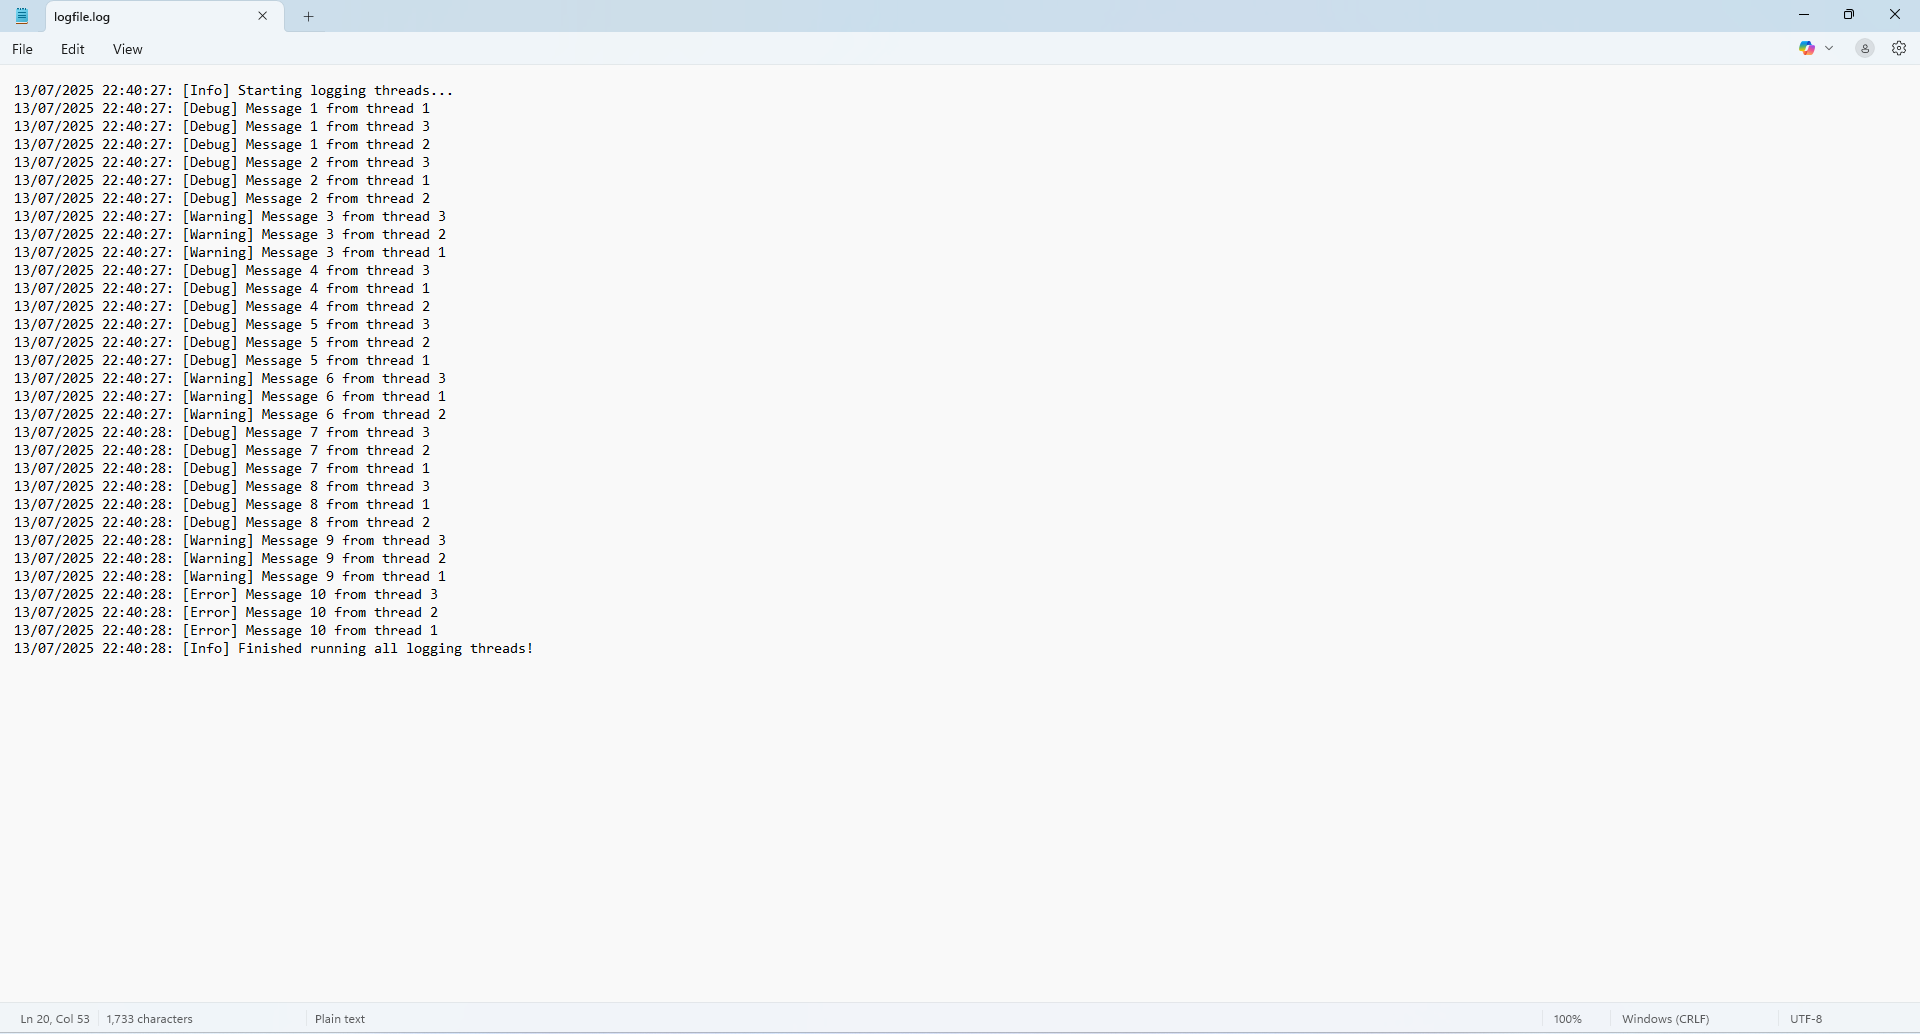 logfile.log
File Edit View
13/07/2025 22:40:27: [Info] Starting logging threads...
13/07/2025 22:40:27: [Debug] Message 1 from thread 1
13/07/2025 22:40:27: [Debug] Message 1 from thread 3
13/07/2025 22:40:27: [Debug] Message 1 from thread 2
13/07/2025 22:40:27: [Debug] Message 2 from thread 3
13/07/2025 22:40:27: [Debug] Message 2 from thread 1
13/07/2025 22:40:27: [Debug] Message 2 from thread 2
13/07/2025 22:40:27: [Warning] Message 3 from thread 3
13/07/2025 22:40:27: [Warning] Message 3 from thread 2
13/07/2025 22:40:27: [Warning] Message 3 from thread 1
13/07/2025 22:40:27: [Debug] Message 4 from thread 3
13/07/2025 22:40:27: [Debug] Message 4 from thread 1
13/07/2025 22:40:27: [Debug] Message 4 from thread 2
13/07/2025 22:40:27: [Debug] Message 5 from thread 3
13/07/2025 22:40:27: [Debug] Message 5 from thread 2
13/07/2025 22:40:27: [Debug] Message 5 from thread 1
13/07/2025 22:40:27: [Warning] Message 6 from thread 3
13/07/2025 22:40:27: [Warning] Message 6 from thread 1
13/07/2025 22:40:27: [Warning] Message 6 from thread 2
13/07/2025 22:40:28: [Debug] Message 7 from thread 3
13/07/2025 22:40:28: [Debug] Message 7 from thread 2
13/07/2025 22:40:28: [Debug] Message 7 from thread 1
13/07/2025 22:40:28: [Debug] Message 8 from thread 3
13/07/2025 22:40:28: [Debug] Message 8 from thread 1
13/07/2025 22:40:28: [Debug] Message 8 from thread 2
13/07/2025 22:40:28: [Warning] Message 9 from thread 3
13/07/2025 22:40:28: [Warning] Message 9 from thread 2
13/07/2025 22:40:28: [Warning] Message 9 from thread 1
13/07/2025 22:40:28: [Error] Message 10 from thread 3
13/07/2025 22:40:28: [Error] Message 10 from thread 2
13/07/2025 22:40:28: [Error] Message 10 from thread 1
13/07/2025 22:40:28: [Info] Finished running all logging threads!
Ln 20, Col 53 1,733 characters Plain text 100% Windows (CRLF) UTF-8